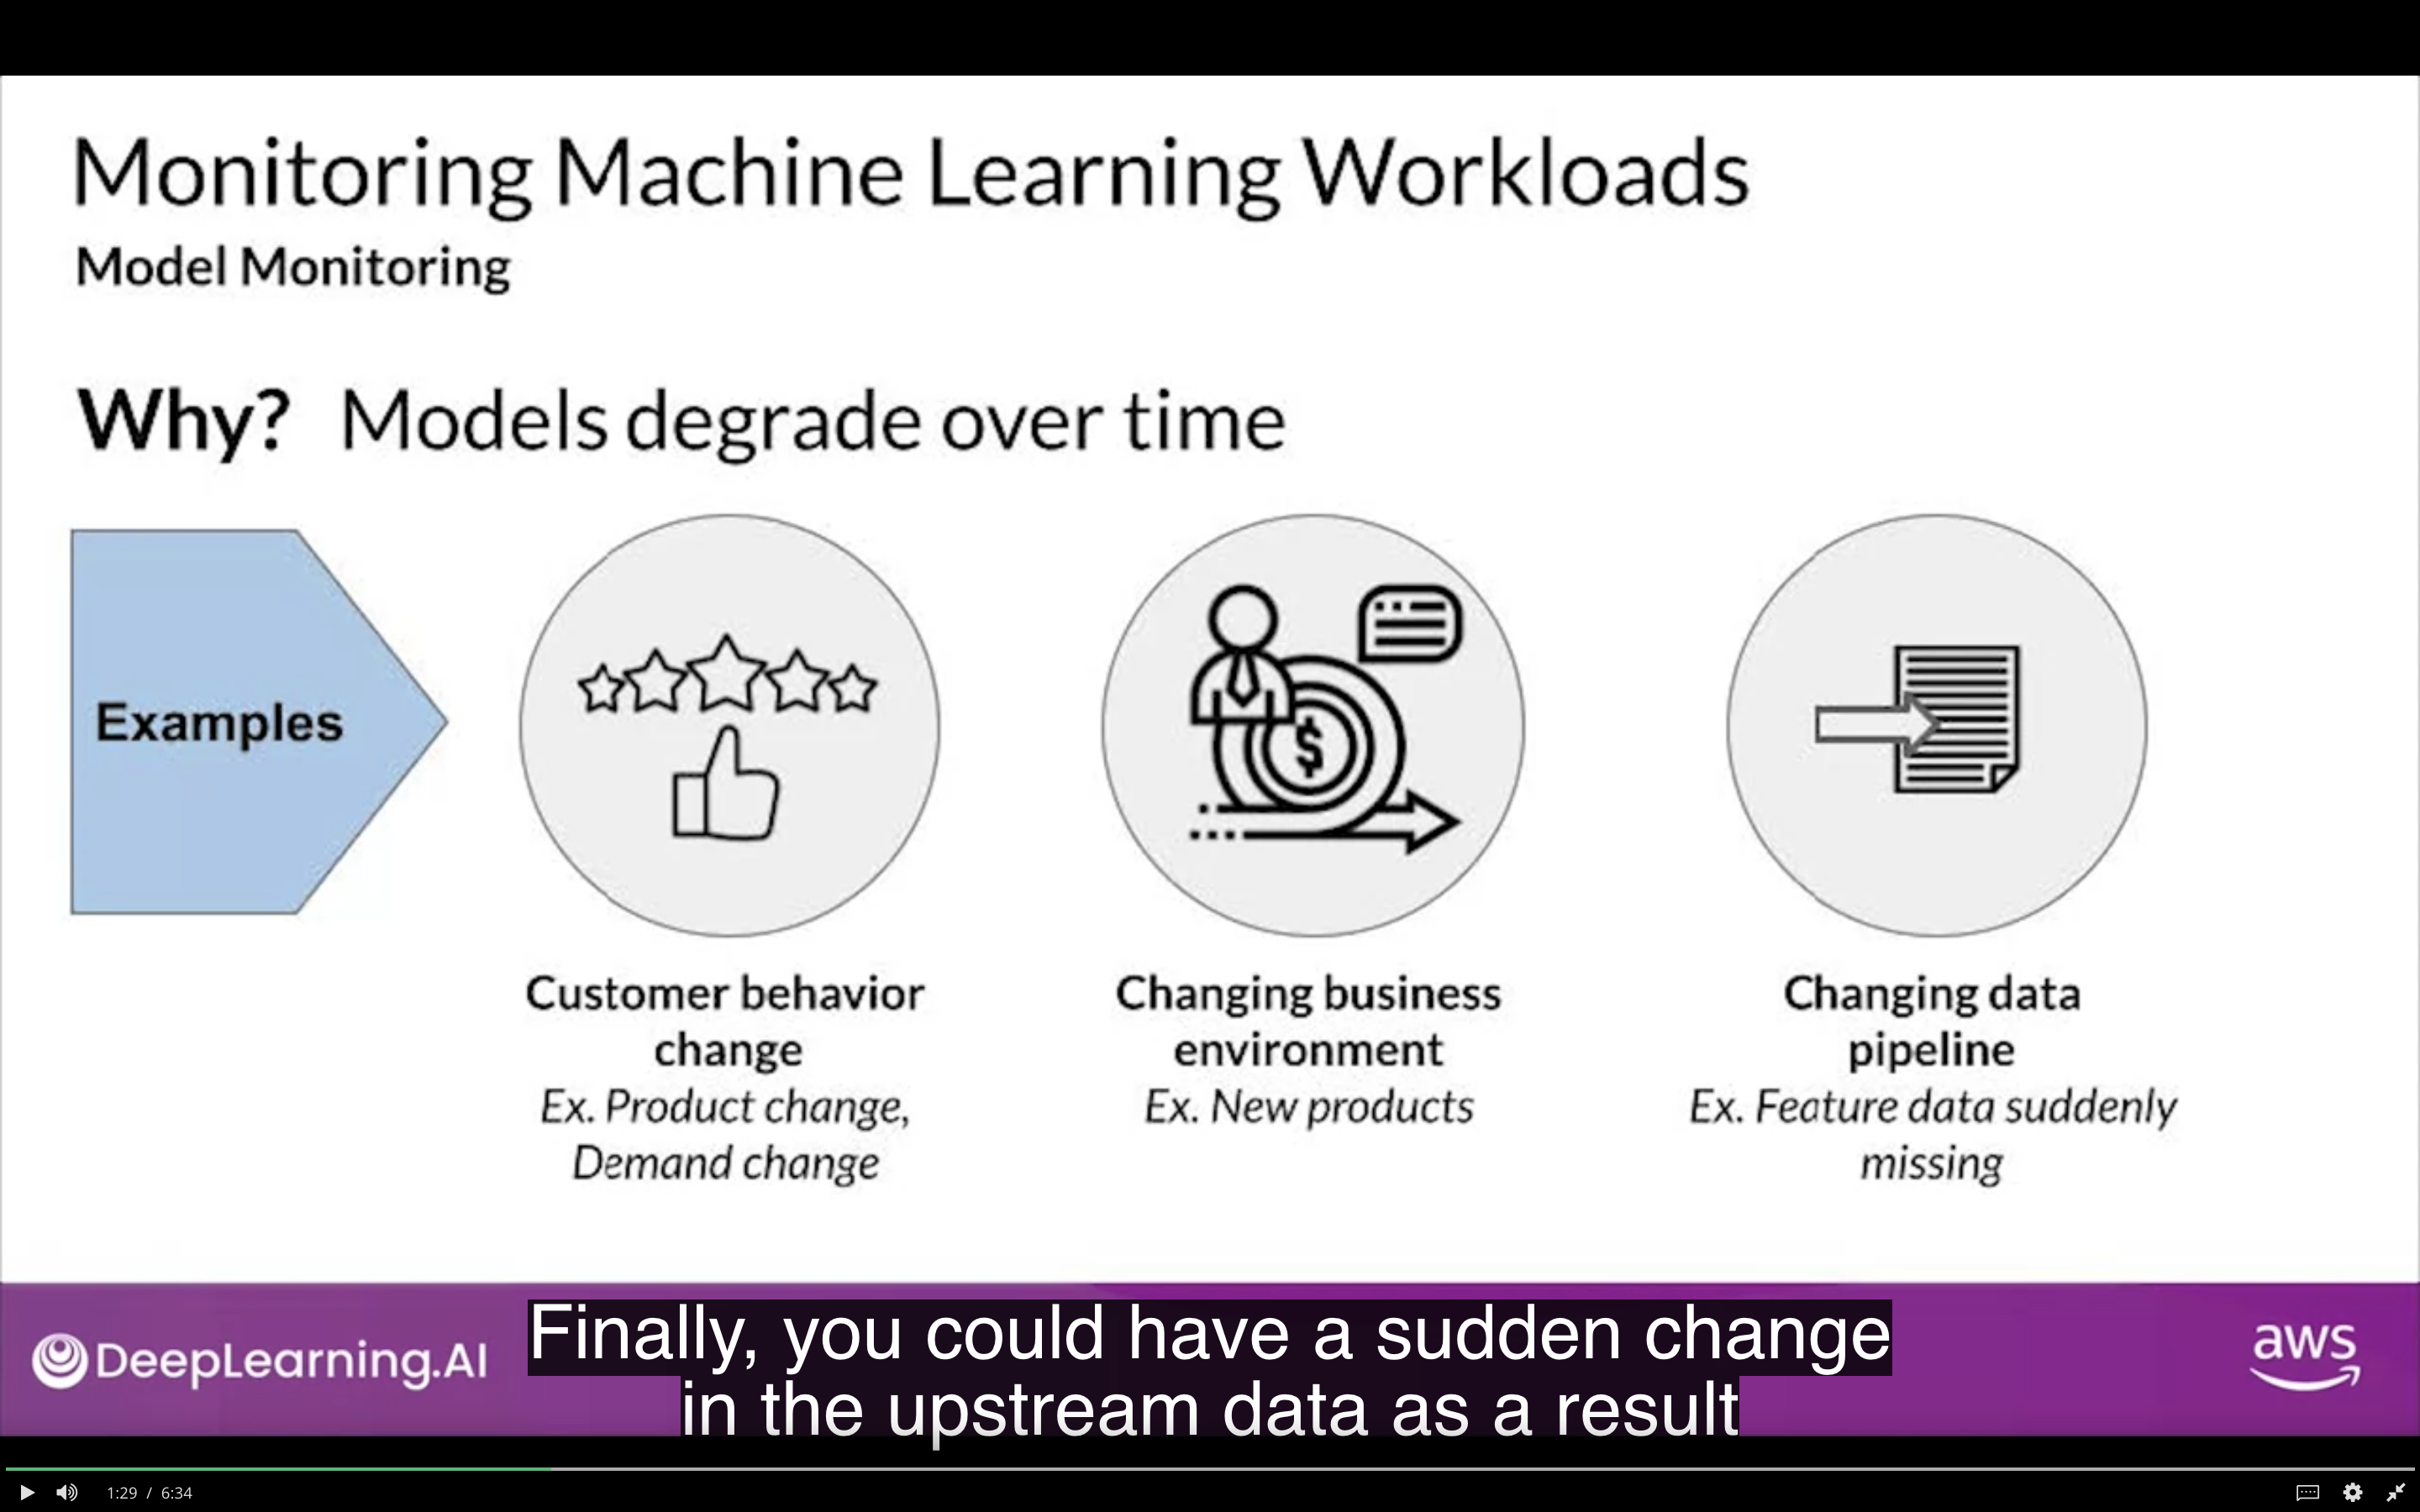 Monitoring Machine Learning Workloads
Model Monitoring
Why? Models degrade over time
Examples
Customer behavior
change
Ex. Product change,
Demand change
Changing business
environment
Ex. New products
Changing data
pipeline
Ex. Feature data suddenly
missing
DeepLearning.AI
Finally, you could have a sudden change
in the upstream data as a result
aws
1:29 / 6:34